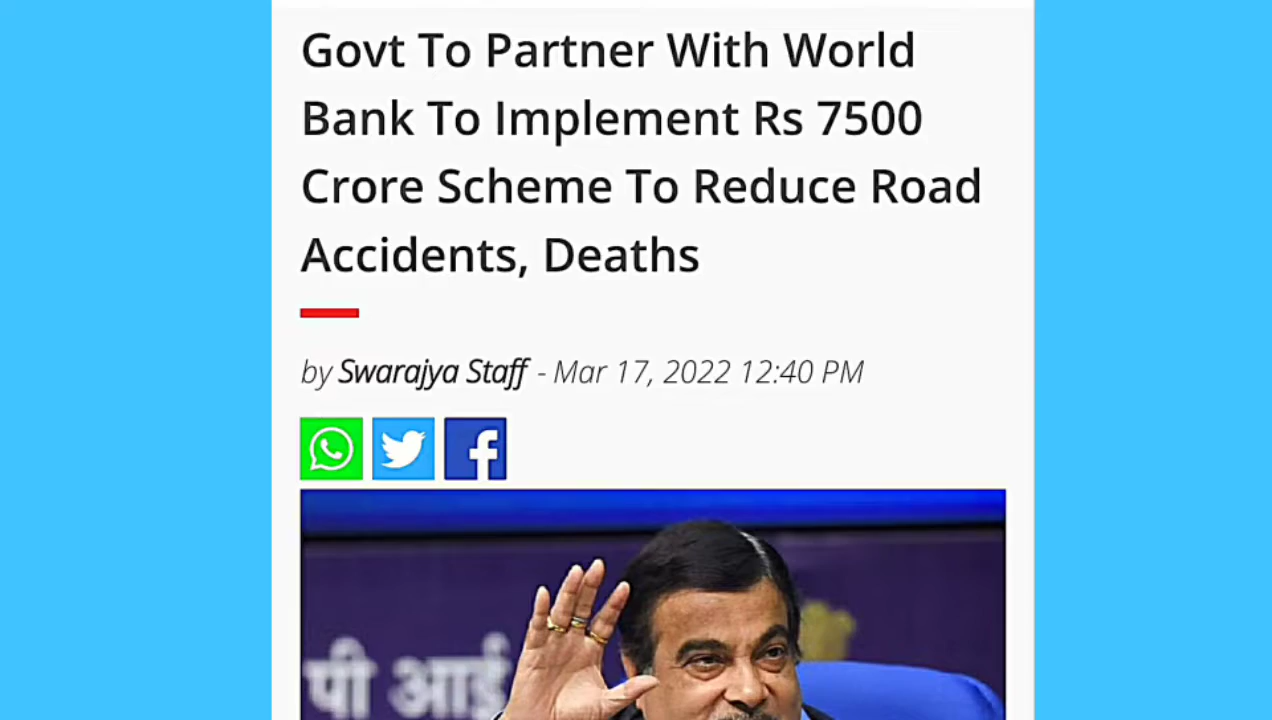 Govt To Partner With World
Bank To Implement Rs 7500
Crore Scheme To Reduce Road
Accidents, Deaths
by Swarajya Staff - Mar 17, 2022 12:40 PM
पी आई